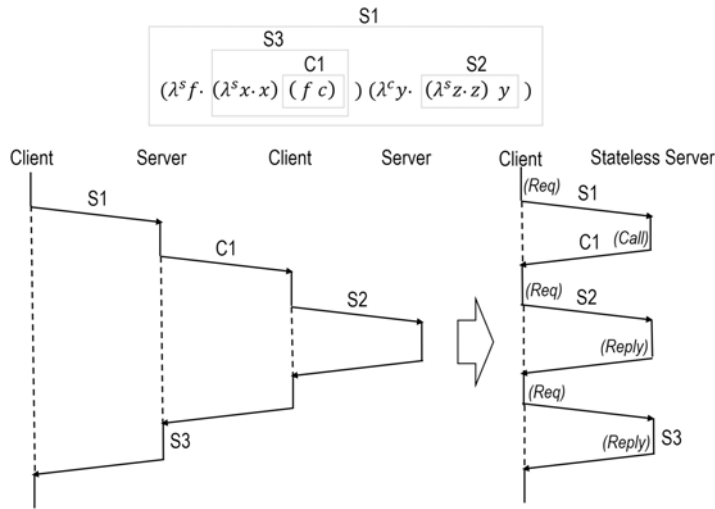 S1
S3
C1 S2
(λˢf. (λˢx.x) (f c) ) (λᶜy. (λˢz.z) y )
Client Server Client Server Client Stateless Server
(Req) S1
S1
C1 (Call)
C1
(Req) S2
S2
(Reply)
(Req)
S3 (Reply) S3